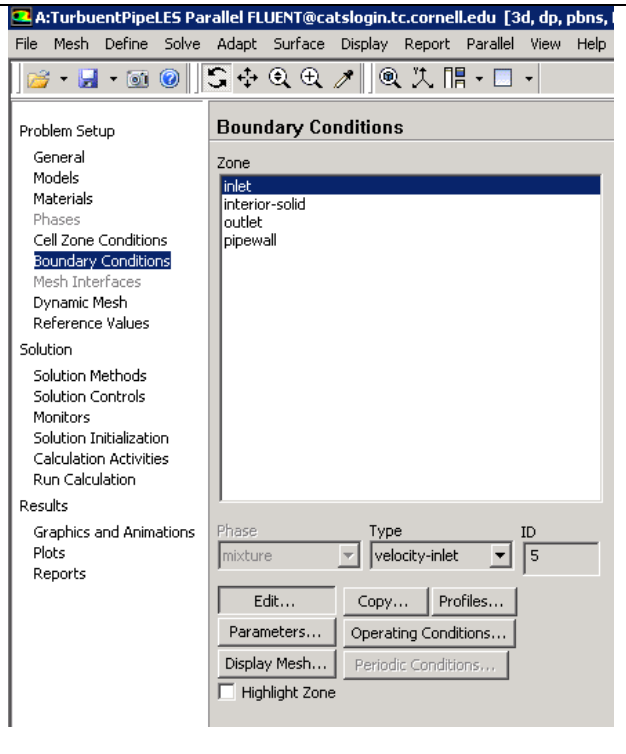 A:TurbuentPipeLES Parallel FLUENT@catslogin.tc.cornell.edu [3d, dp, pbns,
File Mesh Define Solve Adapt Surface Display Report Parallel View Help
Problem Setup
General
Models
Materials
Phases
Cell Zone Conditions
Boundary Conditions
Mesh Interfaces
Dynamic Mesh
Reference Values
Solution
Solution Methods
Solution Controls
Monitors
Solution Initialization
Calculation Activities
Run Calculation
Results
Graphics and Animations
Plots
Reports
Boundary Conditions
Zone
inlet
interior-solid
outlet
pipewall
Phase Type ID
mixture velocity-inlet 5
Edit... Copy... Profiles...
Parameters... Operating Conditions...
Display Mesh... Periodic Conditions...
Highlight Zone